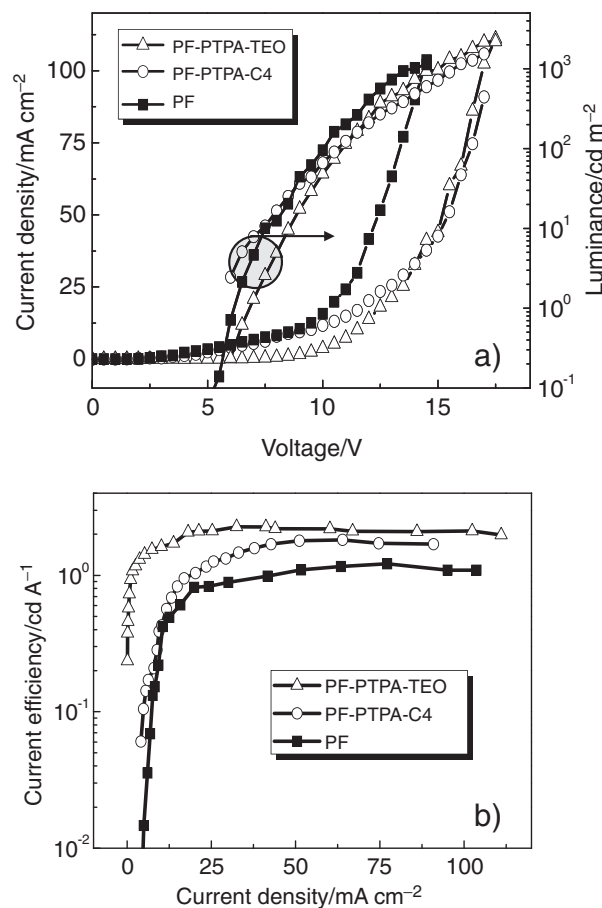 a)
PF-PTPA-TEO
PF-PTPA-C4
PF
Current density/mA cm⁻²
100
75
50
25
0
Luminance/cd m⁻²
10³
10²
10¹
10⁰
10⁻¹
0 5 10 15
Voltage/V
Current efficiency/cd A⁻¹
10⁰
10⁻¹
10⁻²
PF-PTPA-TEO
PF-PTPA-C4
PF
b)
0 25 50 75 100
Current density/mA cm⁻²